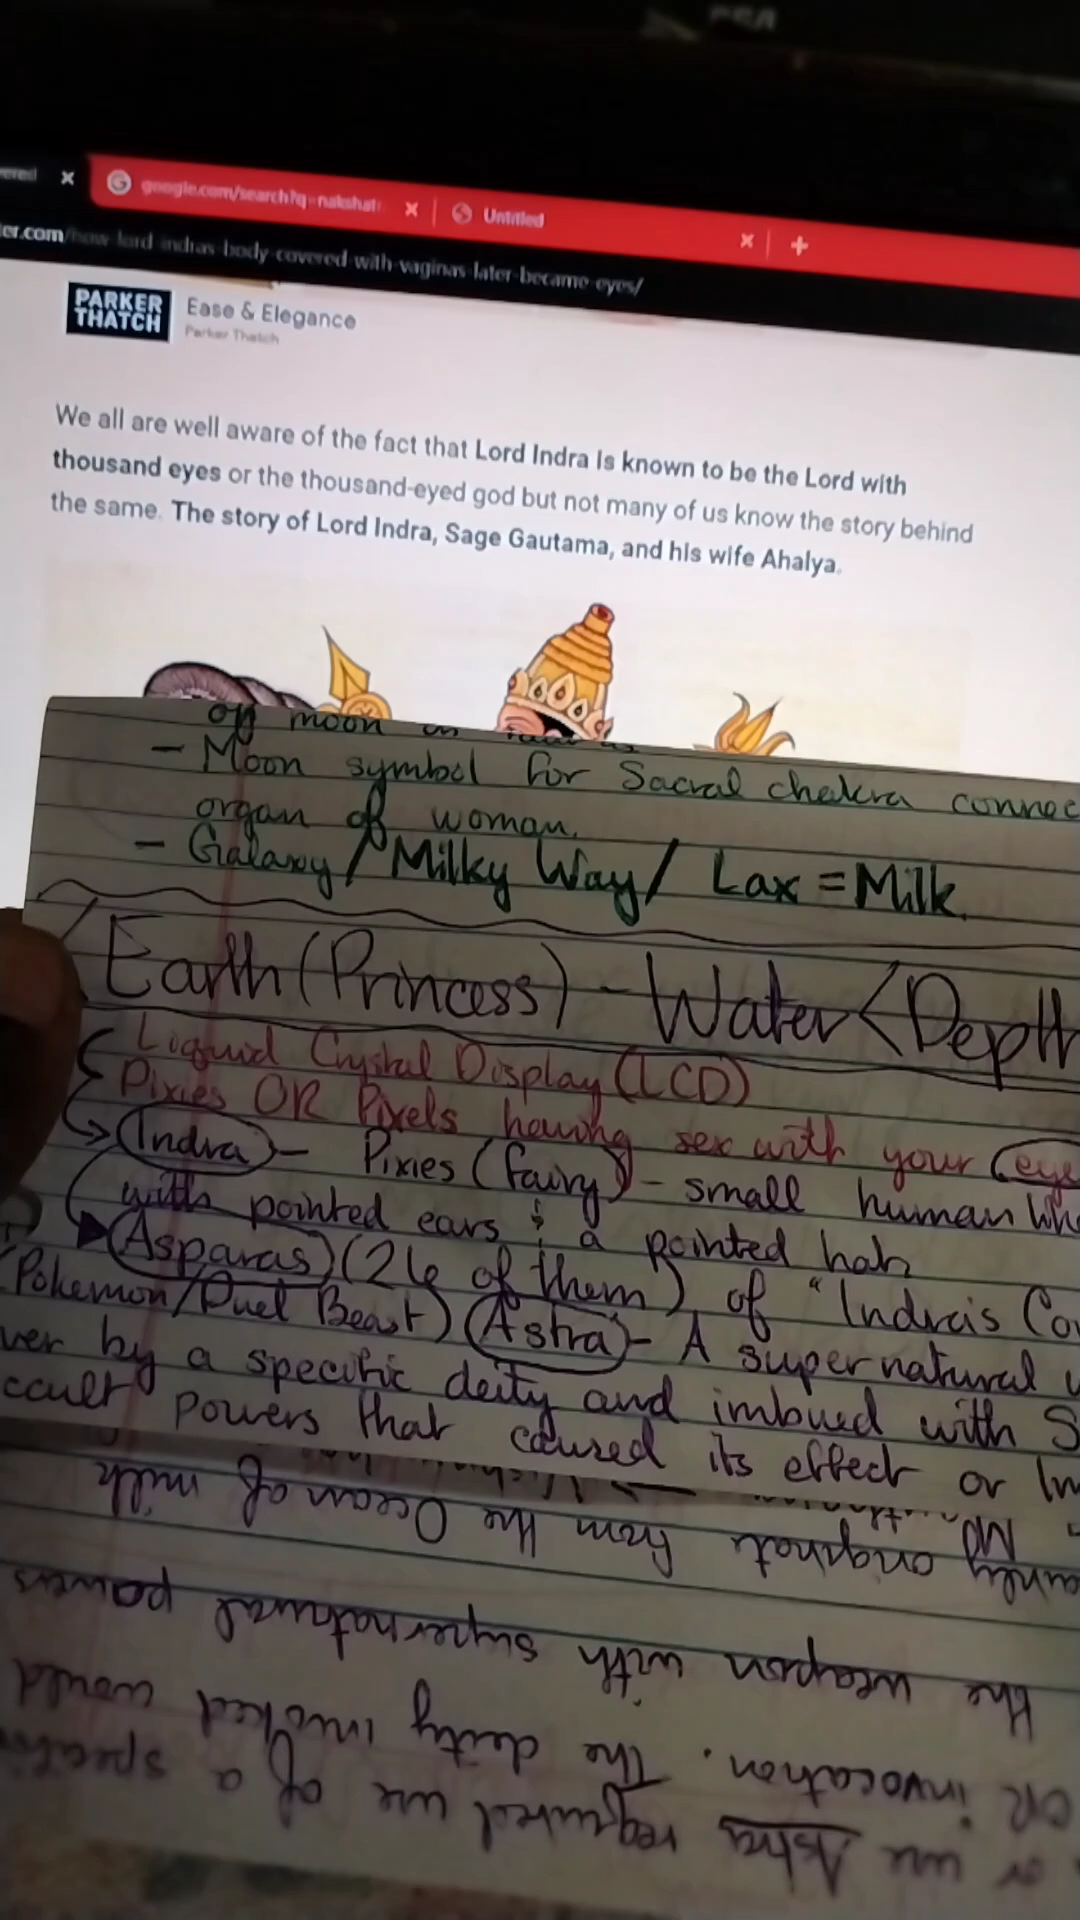 google.com/search?q=nakshatr
Untitled
er.com/how-lord-indras-body-covered-with-vaginas-later-became-eyes/
PARKER THATCH
Ease & Elegance
Parker Thatch
We all are well aware of the fact that Lord Indra is known to be the Lord with
thousand eyes or the thousand-eyed god but not many of us know the story behind
the same. The story of Lord Indra, Sage Gautama, and his wife Ahalya.
moon
- Moon symbol for Sacral chakra connec
organ of woman.
- Galaxy / Milky Way / Lax = Milk.
Earth (Princess) - Water < Depth
Liquid Crystal Display (LCD)
Pixies OR Pixels having sex with your eye
Indra - Pixies (fairy) - small human like
with pointed ears & a pointed hat
Asparas (26 of them) of "Indra's Co
(Pokemon/Duel Beast) (Astra) - A supernatural
ver by a specific deity and imbued with S
ccult powers that caused its effect or Im
originate from the Ocean of milk
the weapon with supernatural powers
OR invocation. The deity invoked would
or use Astra required use of a specif